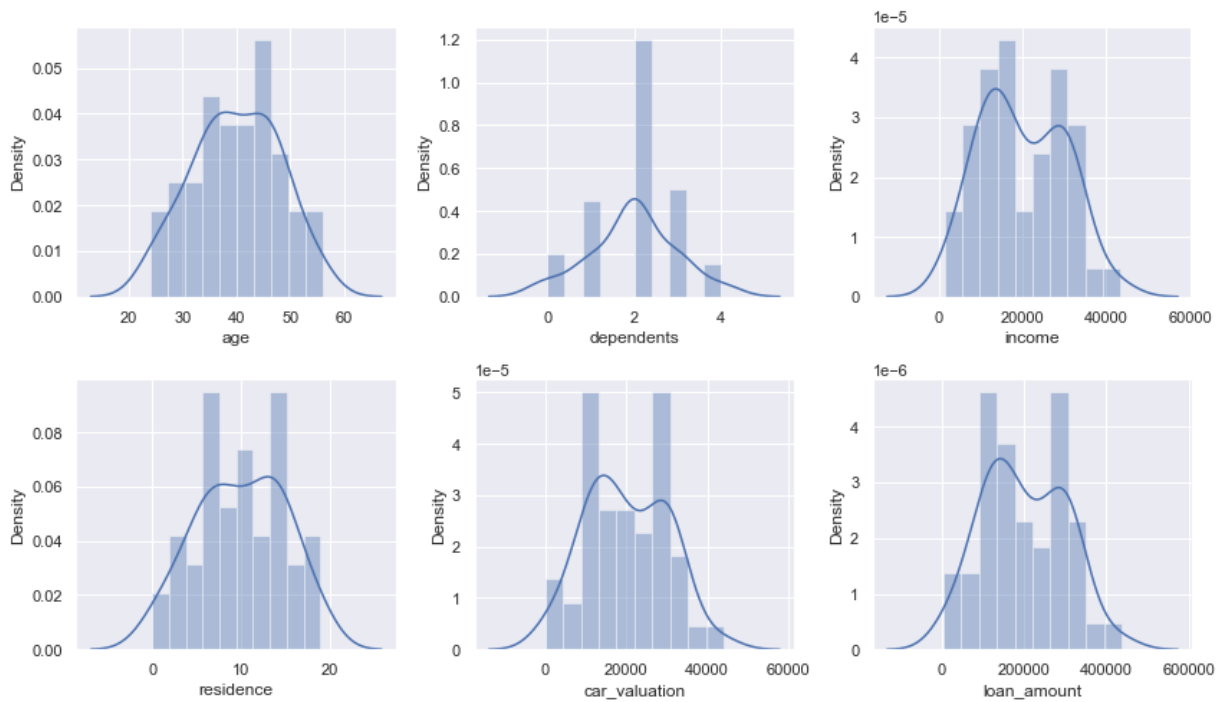 0.05
0.04
0.03
0.02
0.01
0.00
Density
20 30 40 50 60
age
1.2
1.0
0.8
0.6
0.4
0.2
0.0
Density
0 2 4
dependents
1e−5
4
3
2
1
0
Density
0 20000 40000 60000
income
0.08
0.06
0.04
0.02
0.00
Density
0 10 20
residence
1e−5
5
4
3
2
1
0
Density
0 20000 40000 60000
car_valuation
1e−6
4
3
2
1
0
Density
0 200000 400000 600000
loan_amount